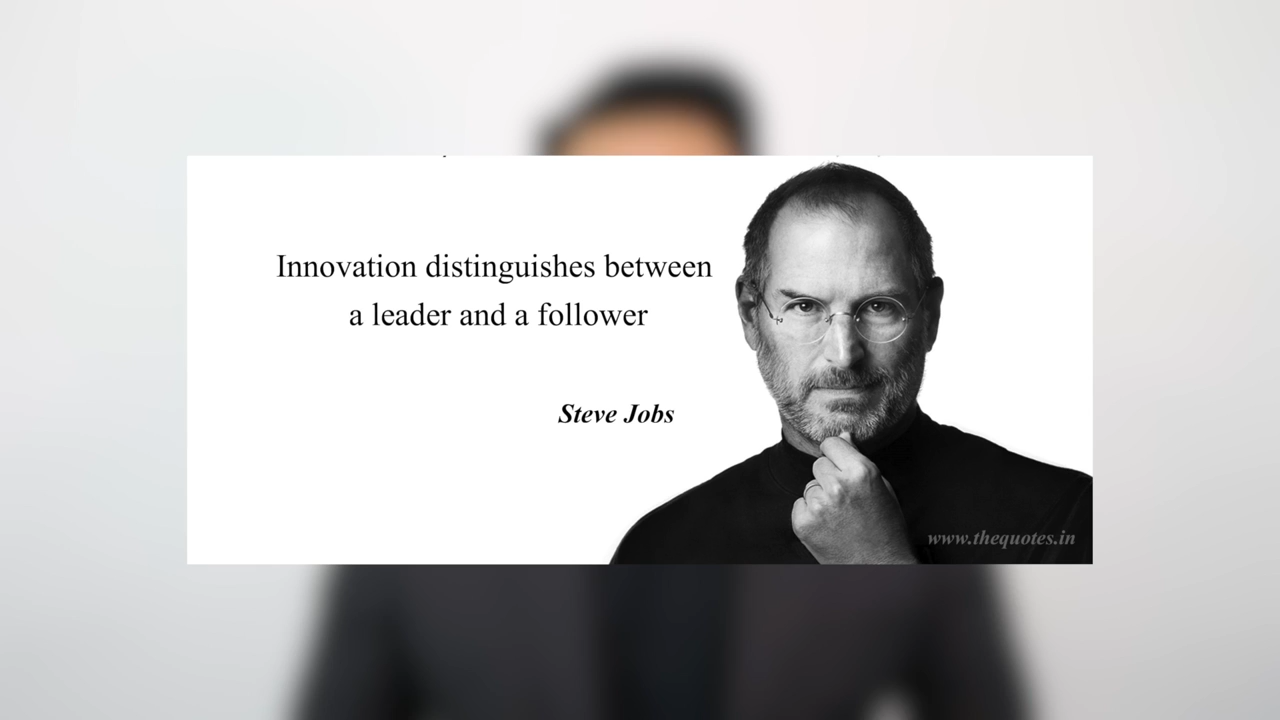 Innovation distinguishes between
a leader and a follower
Steve Jobs
www.thequotes.in